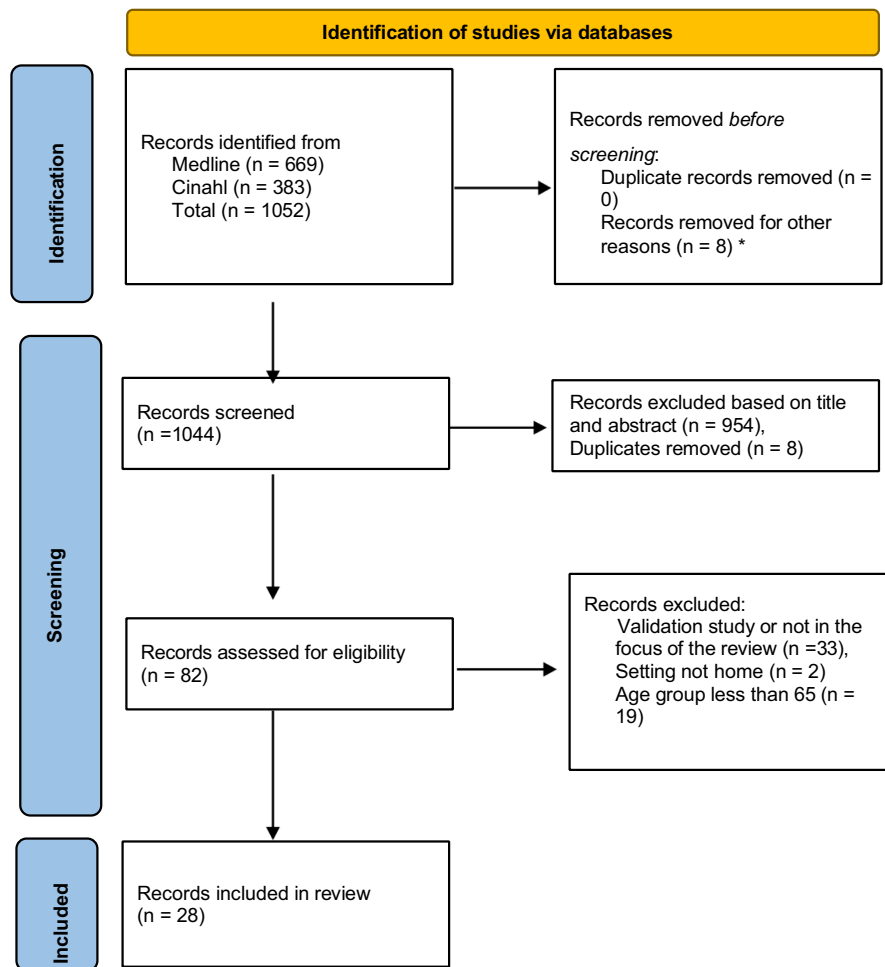 Identification of studies via databases
Identification
Records identified from
Medline (n = 669)
Cinahl (n = 383)
Total (n = 1052)
Records removed before
screening:
Duplicate records removed (n =
0)
Records removed for other
reasons (n = 8) *
Screening
Records screened
(n =1044)
Records excluded based on title
and abstract (n = 954),
Duplicates removed (n = 8)
Records assessed for eligibility
(n = 82)
Records excluded:
Validation study or not in the
focus of the review (n =33),
Setting not home (n = 2)
Age group less than 65 (n =
19)
Included
Records included in review
(n = 28)